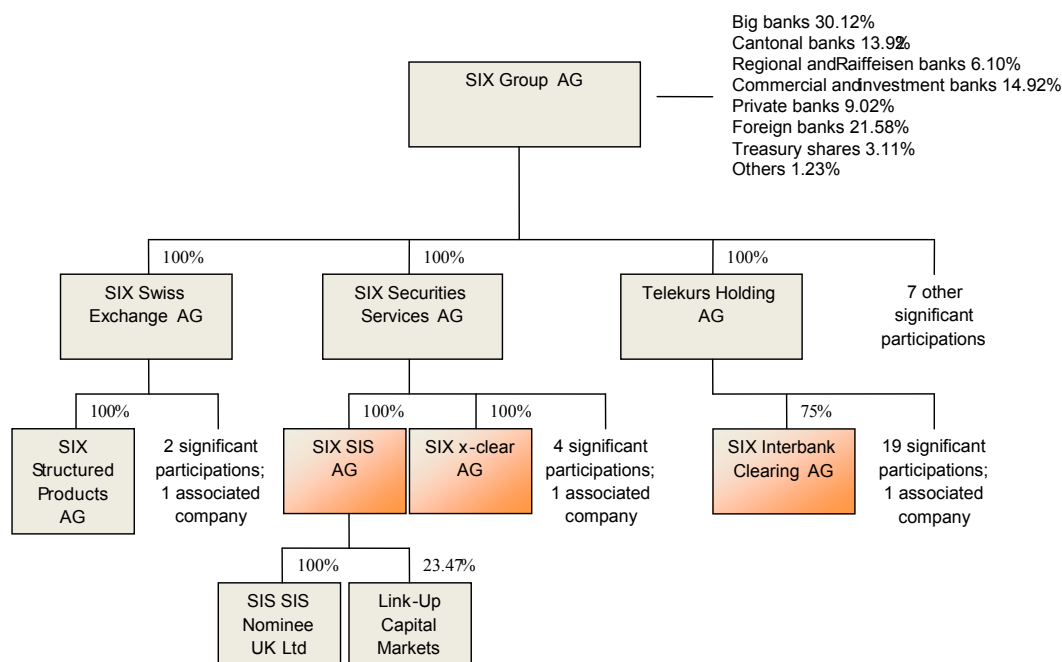 Big banks 30.12%
Cantonal banks 13.92%
Regional and Raiffeisen banks 6.10%
Commercial and investment banks 14.92%
Private banks 9.02%
Foreign banks 21.58%
Treasury shares 3.11%
Others 1.23%
SIX Group AG
100%
100%
100%
SIX Swiss
Exchange AG
SIX Securities
Services AG
Telekurs Holding
AG
7 other
significant
participations
100%
100%
100%
75%
SIX
Structured
Products
AG
2 significant
participations;
1 associated
company
SIX SIS
AG
SIX x-clear
AG
4 significant
participations;
1 associated
company
SIX Interbank
Clearing AG
19 significant
participations;
1 associated
company
100%
23.47%
SIS SIS
Nominee
UK Ltd
Link-Up
Capital
Markets